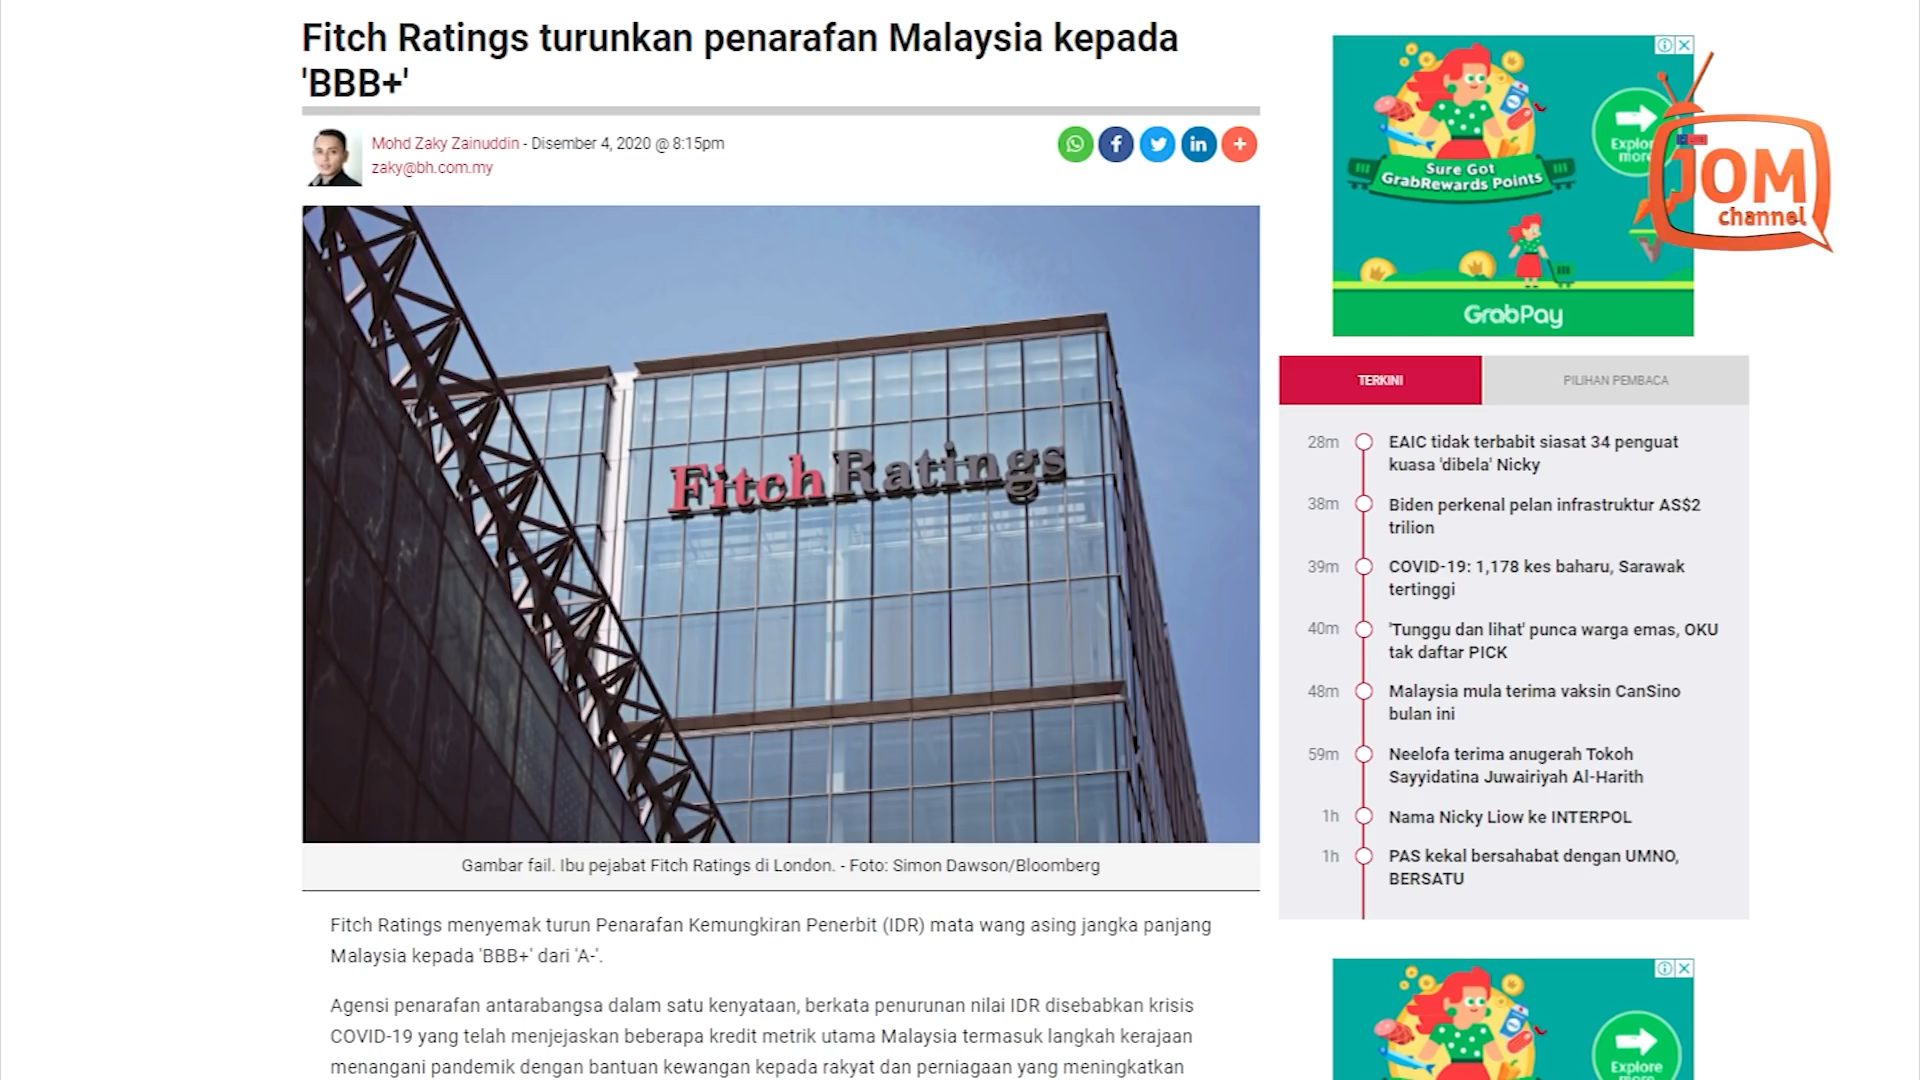 Fitch Ratings turunkan penarafan Malaysia kepada
'BBB+'
Mohd Zaky Zainuddin - Disember 4, 2020 @ 8:15pm
zaky@bh.com.my
FitchRatings
Gambar fail. Ibu pejabat Fitch Ratings di London. - Foto: Simon Dawson/Bloomberg
Fitch Ratings menyemak turun Penarafan Kemungkiran Penerbit (IDR) mata wang asing jangka panjang
Malaysia kepada 'BBB+' dari 'A-'.
Agensi penarafan antarabangsa dalam satu kenyataan, berkata penurunan nilai IDR disebabkan krisis
COVID-19 yang telah menjejaskan beberapa kredit metrik utama Malaysia termasuk langkah kerajaan
menangani pandemik dengan bantuan kewangan kepada rakyat dan perniagaan yang meningkatkan
Sure Got
GrabRewards Points
Explore
more
GrabPay
JOM
channel
TERKINI
PILIHAN PEMBACA
28m
EAIC tidak terbabit siasat 34 penguat
kuasa 'dibela' Nicky
38m
Biden perkenal pelan infrastruktur AS$2
trilion
39m
COVID-19: 1,178 kes baharu, Sarawak
tertinggi
40m
'Tunggu dan lihat' punca warga emas, OKU
tak daftar PICK
48m
Malaysia mula terima vaksin CanSino
bulan ini
59m
Neelofa terima anugerah Tokoh
Sayyidatina Juwairiyah Al-Harith
1h
Nama Nicky Liow ke INTERPOL
1h
PAS kekal bersahabat dengan UMNO,
BERSATU
Explore
more